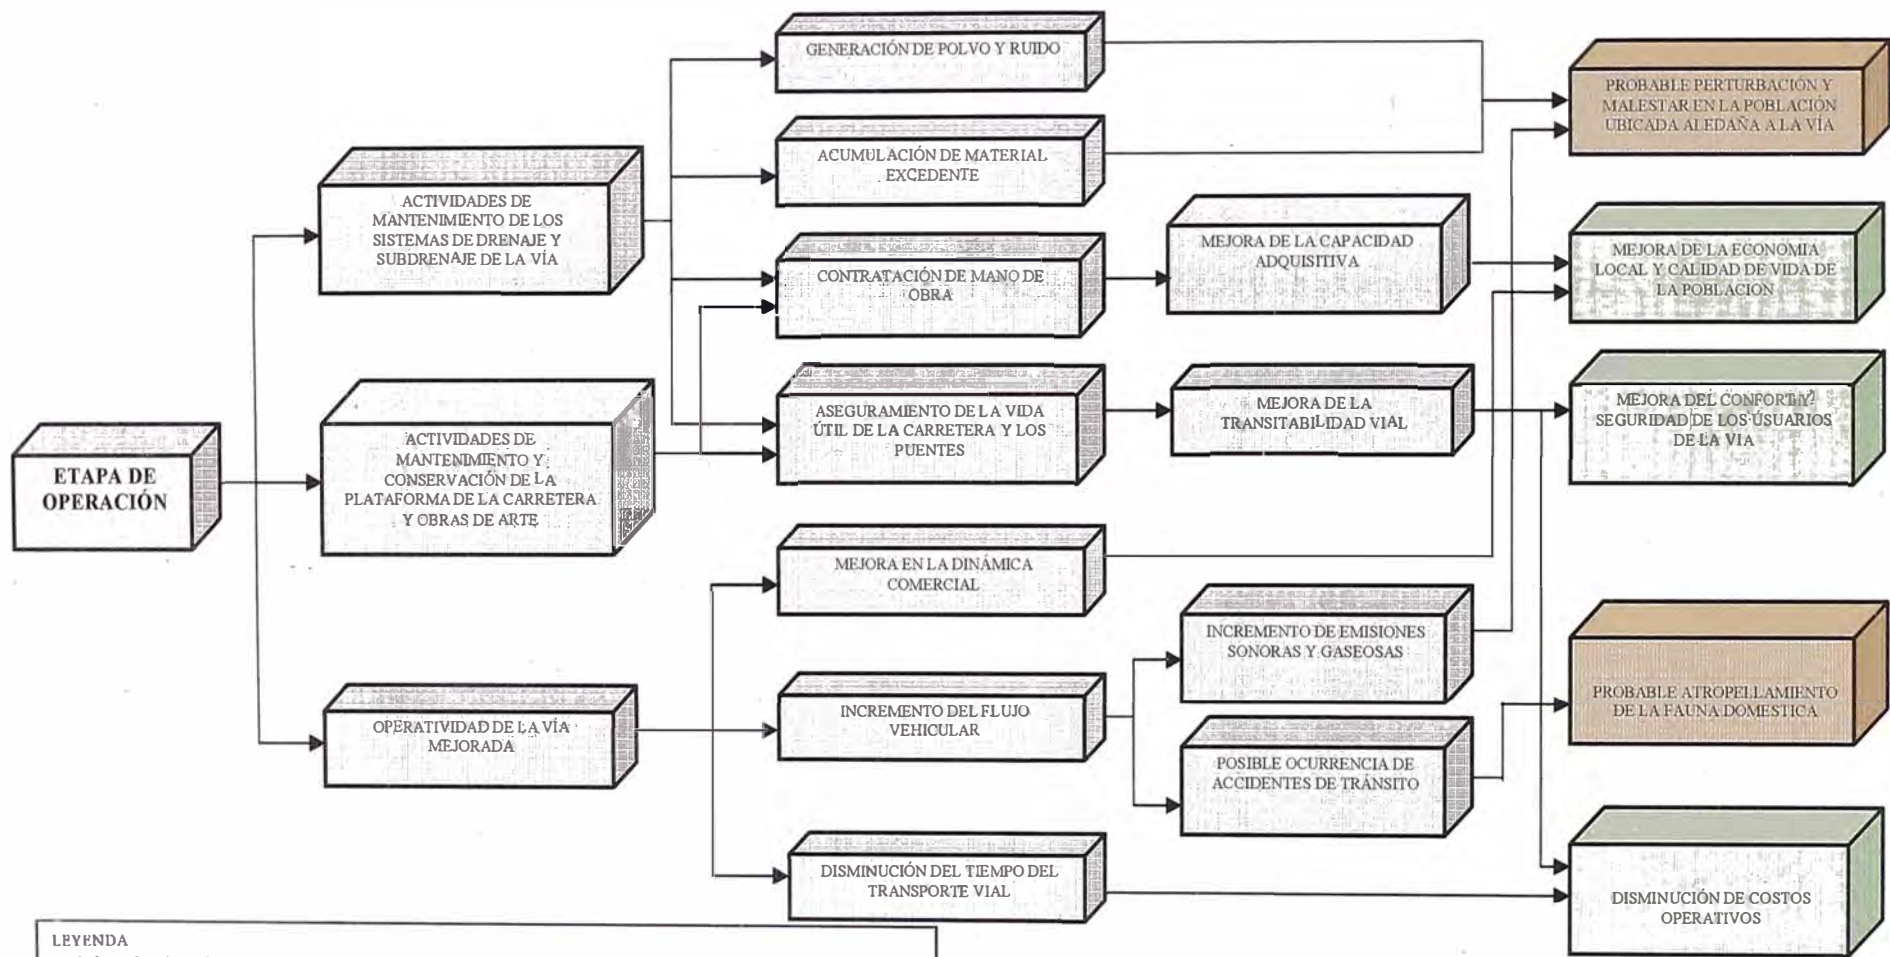 ETAPA DE
OPERACIÓN
ACTIVIDADES DE
MANTENIMIENTO DE LOS
SISTEMAS DE DRENAJE Y
SUBDRENAJE DE LA VÍA
ACTIVIDADES DE
MANTENIMIENTO Y
CONSERVACIÓN DE LA
PLATAFORMA DE LA CARRETERA
Y OBRAS DE ARTE
OPERATIVIDAD DE LA VÍA
MEJORADA
GENERACIÓN DE POLVO Y RUIDO
ACUMULACIÓN DE MATERIAL
EXCEDENTE
CONTRATACIÓN DE MANO DE
OBRA
ASEGURAMIENTO DE LA VIDA
ÚTIL DE LA CARRETERA Y LOS
PUENTES
MEJORA EN LA DINÁMICA
COMERCIAL
INCREMENTO DEL FLUJO
VEHICULAR
DISMINUCIÓN DEL TIEMPO DEL
TRANSPORTE VIAL
MEJORA DE LA CAPACIDAD
ADQUISITIVA
MEJORA DE LA
TRANSITABILIDAD VIAL
INCREMENTO DE EMISIONES
SONORAS Y GASEOSAS
POSIBLE OCURRENCIA DE
ACCIDENTES DE TRÁNSITO
PROBABLE PERTURBACIÓN Y
MALESTAR EN LA POBLACIÓN
UBICADA ALEDAÑA A LA VÍA
MEJORA DE LA ECONOMIA
LOCAL Y CALIDAD DE VIDA DE
LA POBLACION
MEJORA DEL CONFORT Y
SEGURIDAD DE LOS USUARIOS
DE LA VIA
PROBABLE ATROPELLAMIENTO
DE LA FAUNA DOMESTICA
DISMINUCIÓN DE COSTOS
OPERATIVOS
LEYENDA